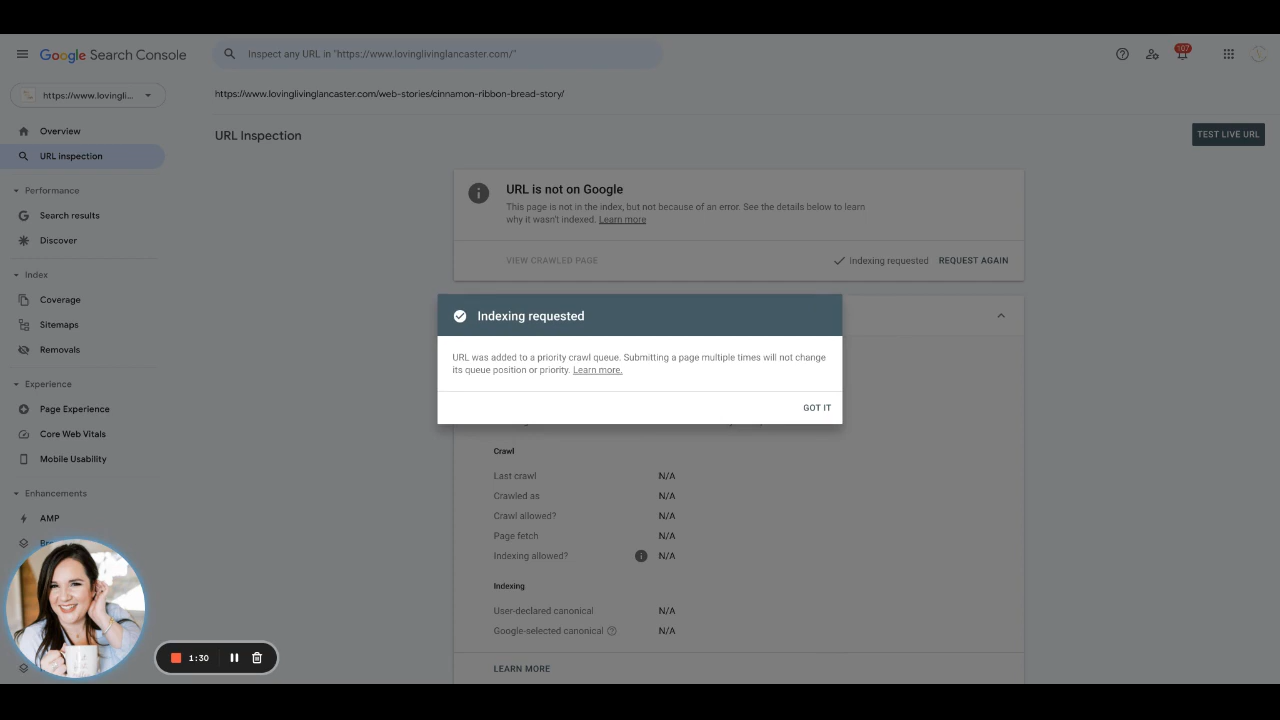 Google Search Console
Inspect any URL in "https://www.lovinglivinglancaster.com/"
107
https://www.lovingli...
https://www.lovinglivinglancaster.com/web-stories/cinnamon-ribbon-bread-story/
Overview
URL inspection
Performance
Search results
Discover
Index
Coverage
Sitemaps
Removals
Experience
Page Experience
Core Web Vitals
Mobile Usability
Enhancements
AMP
URL Inspection
TEST LIVE URL
URL is not on Google
This page is not in the index, but not because of an error. See the details below to learn
why it wasn't indexed. Learn more
VIEW CRAWLED PAGE
Indexing requested
REQUEST AGAIN
Indexing requested
URL was added to a priority crawl queue. Submitting a page multiple times will not change
its queue position or priority. Learn more.
GOT IT
Crawl
Last crawl N/A
Crawled as N/A
Crawl allowed? N/A
Page fetch N/A
Indexing allowed? N/A
Indexing
User-declared canonical N/A
Google-selected canonical N/A
LEARN MORE
1:30